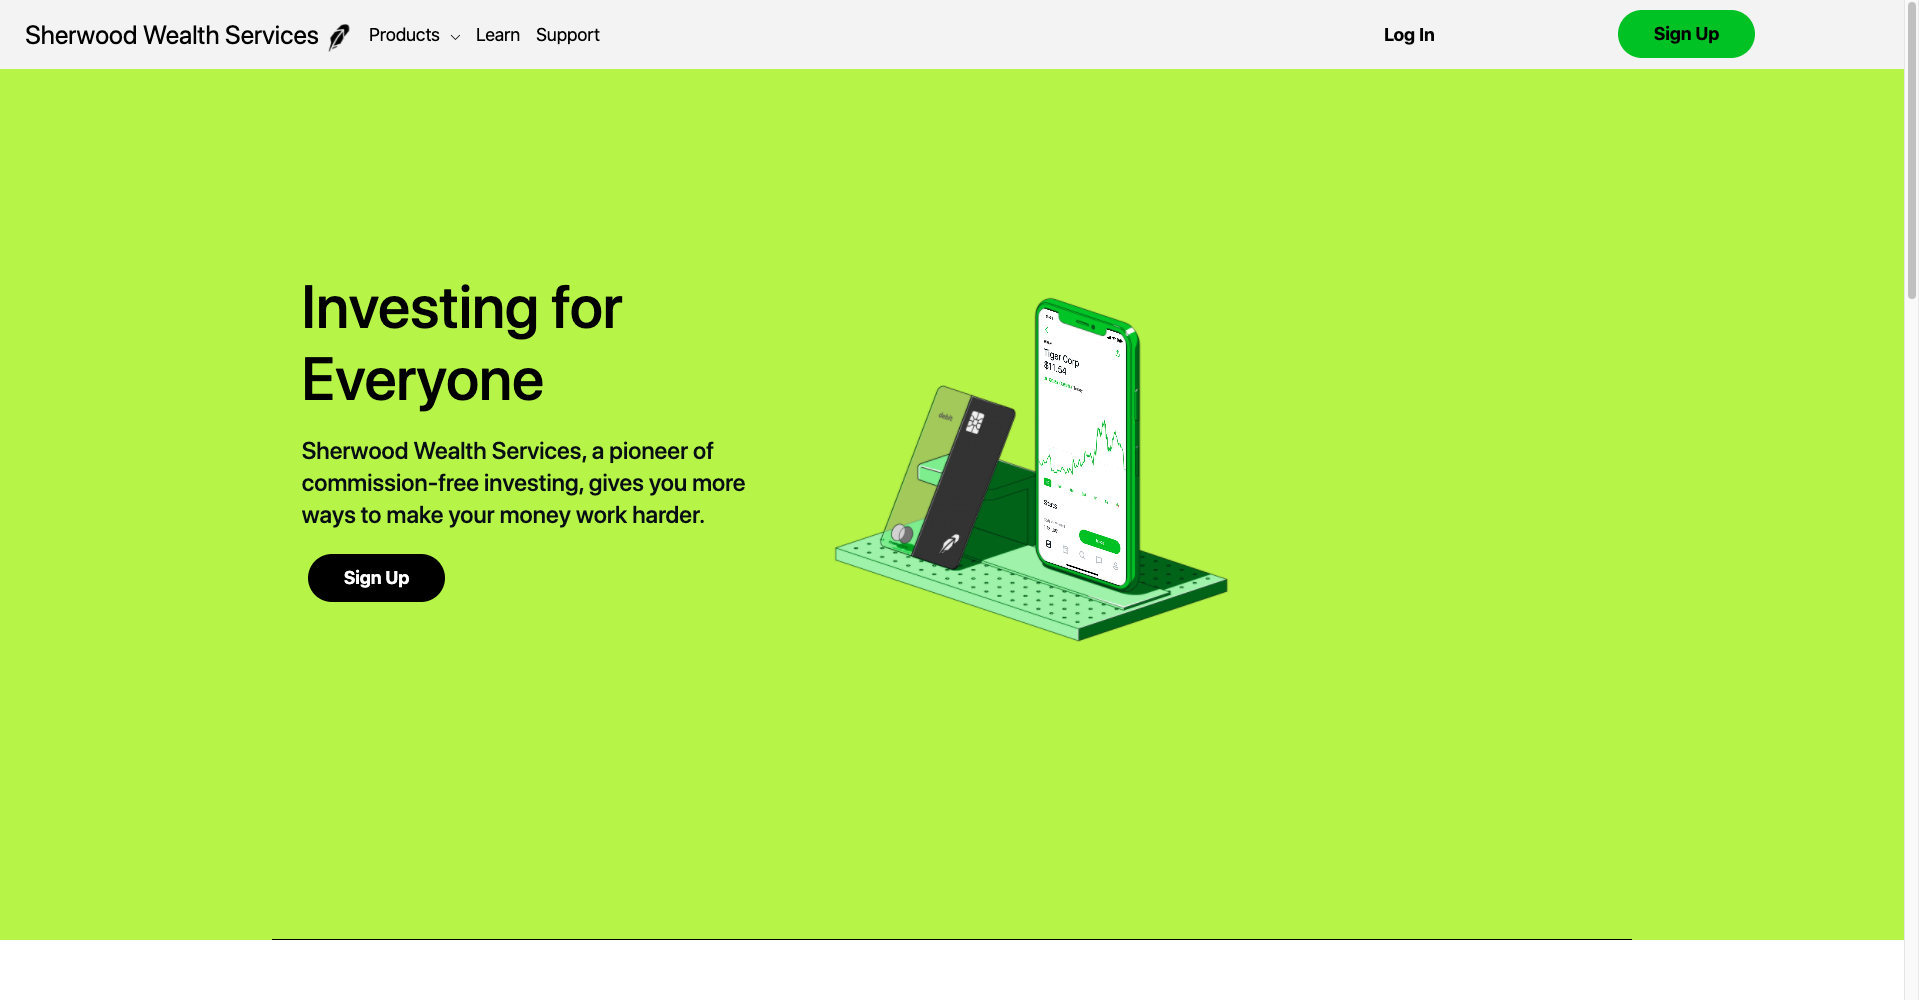 Sherwood Wealth Services
Products
Learn
Support
Log In
Sign Up
Investing for
Everyone
Sherwood Wealth Services, a pioneer of
commission-free investing, gives you more
ways to make your money work harder.
Sign Up
debit
Tiger Corp
$11.54
Stats